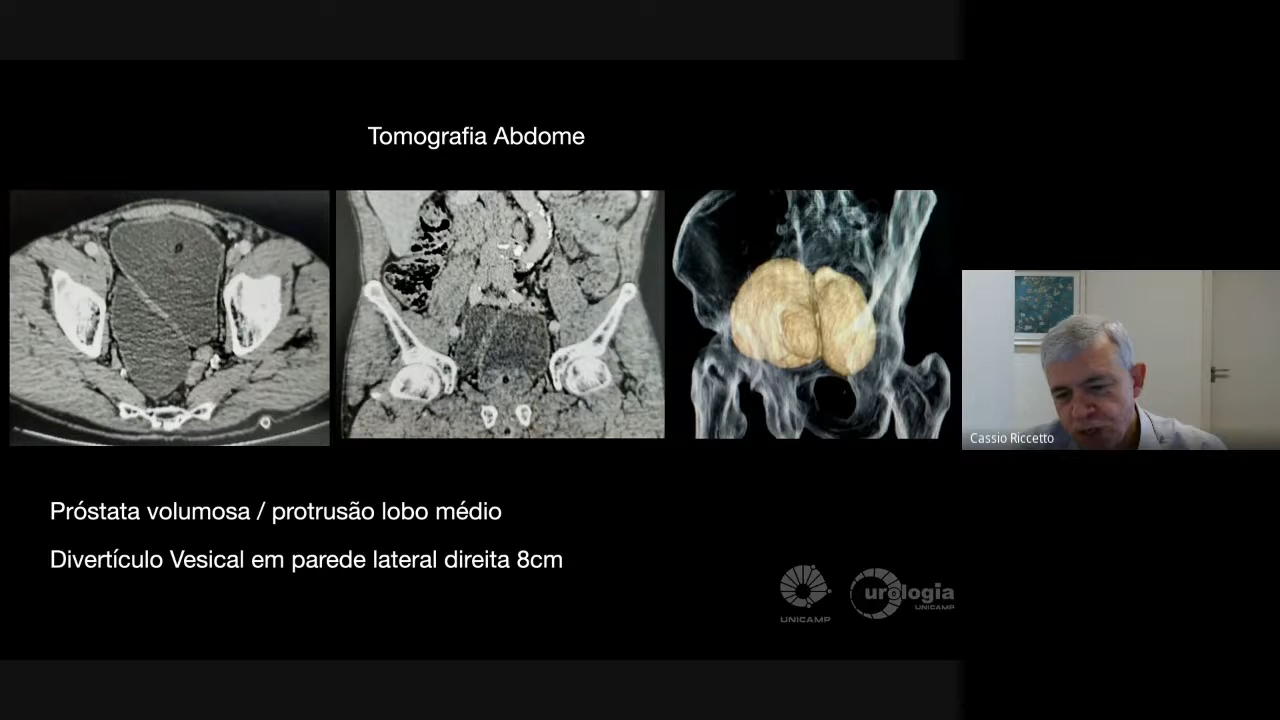 Tomografia Abdome
Cassio Riccetto
Próstata volumosa / protrusão lobo médio
Divertículo Vesical em parede lateral direita 8cm
UNICAMP
urologia
UNICAMP